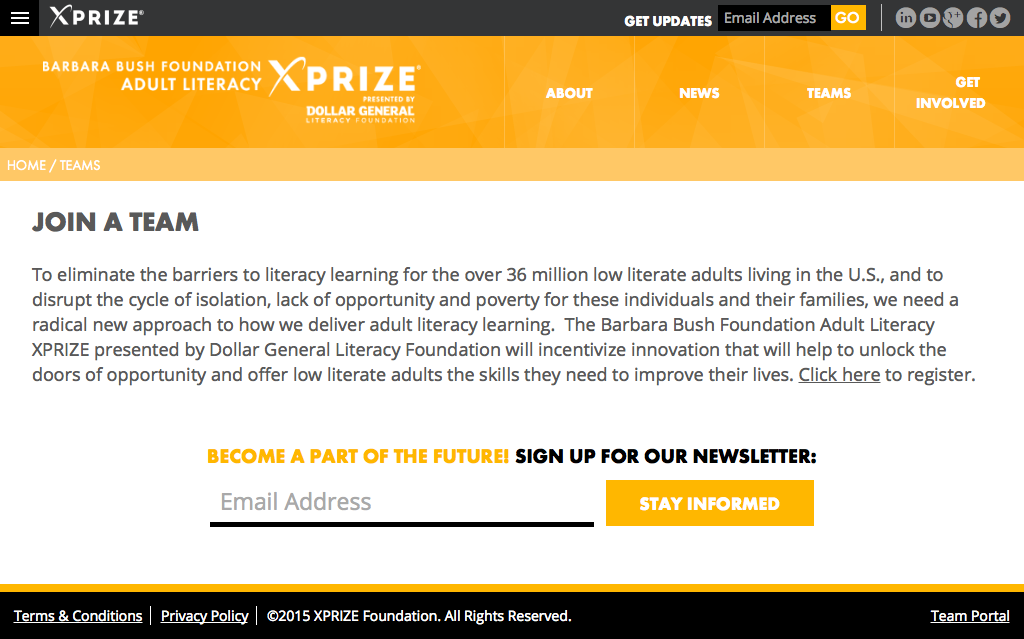 XPRIZE®
GET UPDATES Email Address GO
BARBARA BUSH FOUNDATION
ADULT LITERACY XPRIZE®
PRESENTED BY
DOLLAR GENERAL
LITERACY FOUNDATION
ABOUT
NEWS
TEAMS
GET
INVOLVED
HOME / TEAMS
JOIN A TEAM
To eliminate the barriers to literacy learning for the over 36 million low literate adults living in the U.S., and to
disrupt the cycle of isolation, lack of opportunity and poverty for these individuals and their families, we need a
radical new approach to how we deliver adult literacy learning.  The Barbara Bush Foundation Adult Literacy
XPRIZE presented by Dollar General Literacy Foundation will incentivize innovation that will help to unlock the
doors of opportunity and offer low literate adults the skills they need to improve their lives. Click here to register.
BECOME A PART OF THE FUTURE! SIGN UP FOR OUR NEWSLETTER:
Email Address
STAY INFORMED
Terms & Conditions Privacy Policy ©2015 XPRIZE Foundation. All Rights Reserved. Team Portal